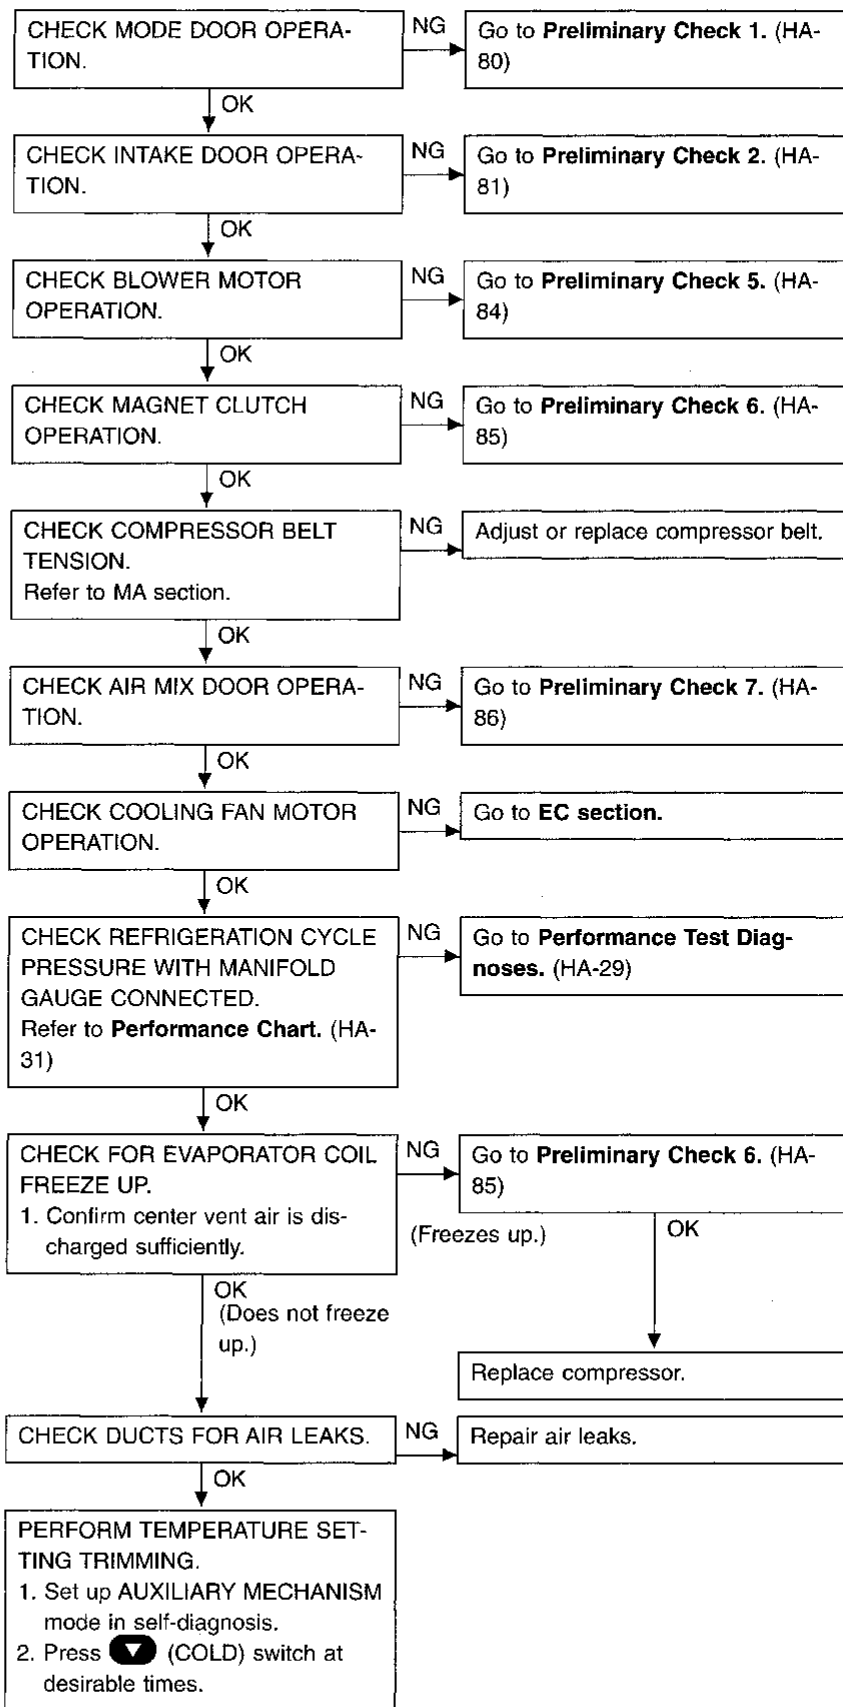 CHECK MODE DOOR OPERA-
TION.
NG
Go to Preliminary Check 1. (HA-
80)
OK
CHECK INTAKE DOOR OPERA-
TION.
NG
Go to Preliminary Check 2. (HA-
81)
OK
CHECK BLOWER MOTOR
OPERATION.
NG
Go to Preliminary Check 5. (HA-
84)
OK
CHECK MAGNET CLUTCH
OPERATION.
NG
Go to Preliminary Check 6. (HA-
85)
OK
CHECK COMPRESSOR BELT
TENSION.
Refer to MA section.
NG
Adjust or replace compressor belt.
OK
CHECK AIR MIX DOOR OPERA-
TION.
NG
Go to Preliminary Check 7. (HA-
86)
OK
CHECK COOLING FAN MOTOR
OPERATION.
NG
Go to EC section.
OK
CHECK REFRIGERATION CYCLE
PRESSURE WITH MANIFOLD
GAUGE CONNECTED.
Refer to Performance Chart. (HA-
31)
NG
Go to Performance Test Diag-
noses. (HA-29)
OK
CHECK FOR EVAPORATOR COIL
FREEZE UP.
1. Confirm center vent air is dis-
charged sufficiently.
NG
(Freezes up.)
Go to Preliminary Check 6. (HA-
85)
OK
Replace compressor.
OK
(Does not freeze
up.)
CHECK DUCTS FOR AIR LEAKS.
NG
Repair air leaks.
OK
PERFORM TEMPERATURE SET-
TING TRIMMING.
1. Set up AUXILIARY MECHANISM
mode in self-diagnosis.
2. Press ▼ (COLD) switch at
desirable times.